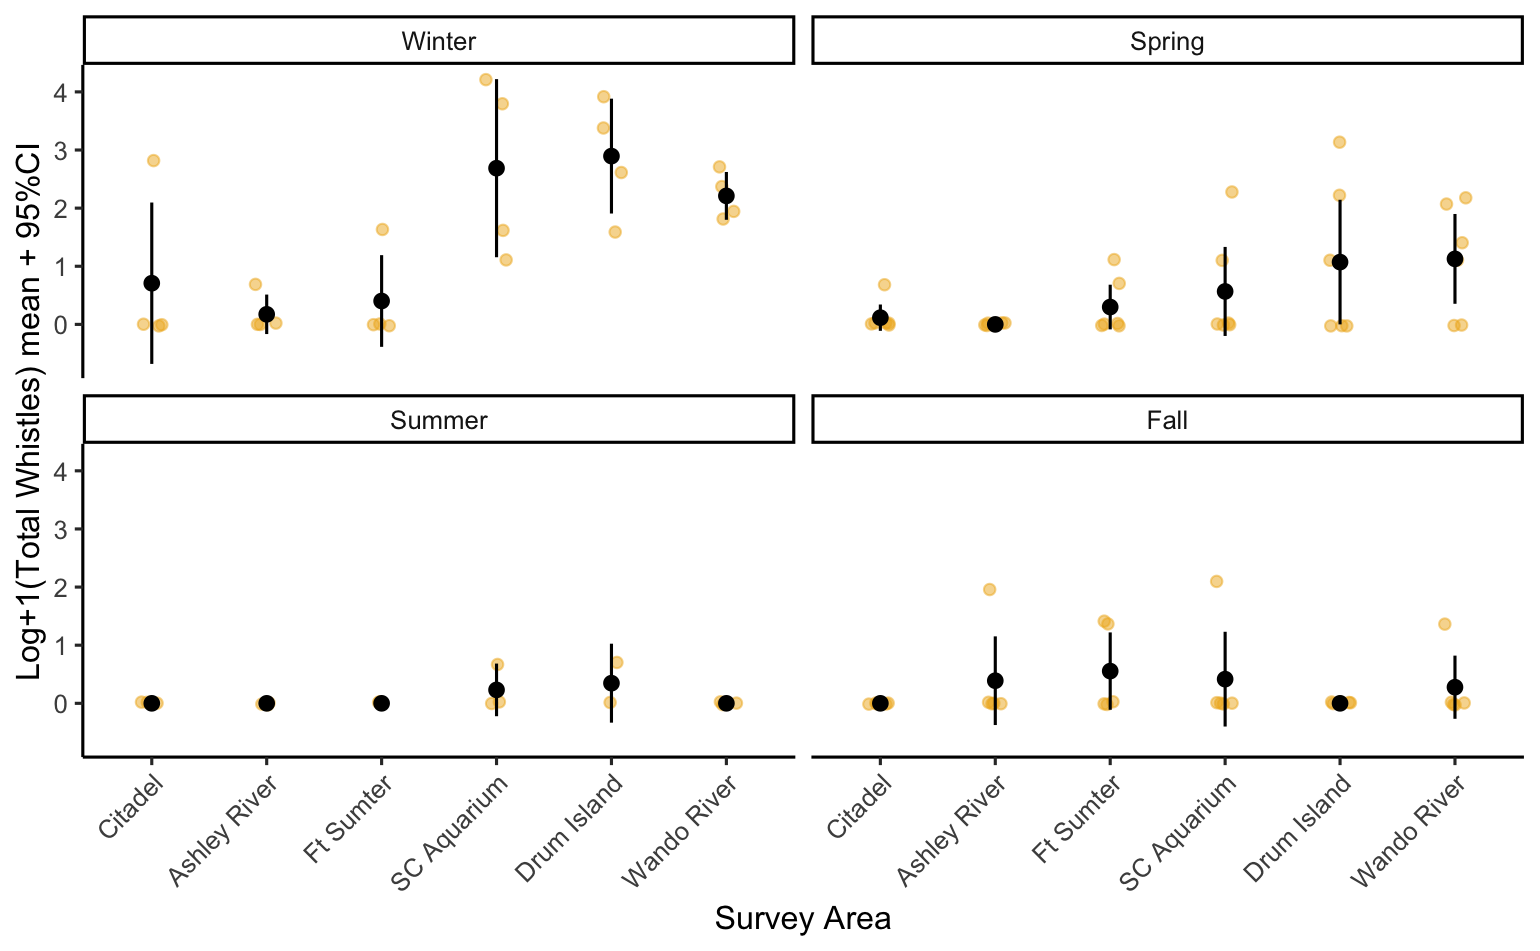 Winter
Spring
4
3
2
1
0
Summer
Fall
4
3
2
1
0
Log+1(Total Whistles) mean + 95%CI
Citadel
Ashley River
Ft Sumter
SC Aquarium
Drum Island
Wando River
Citadel
Ashley River
Ft Sumter
SC Aquarium
Drum Island
Wando River
Survey Area